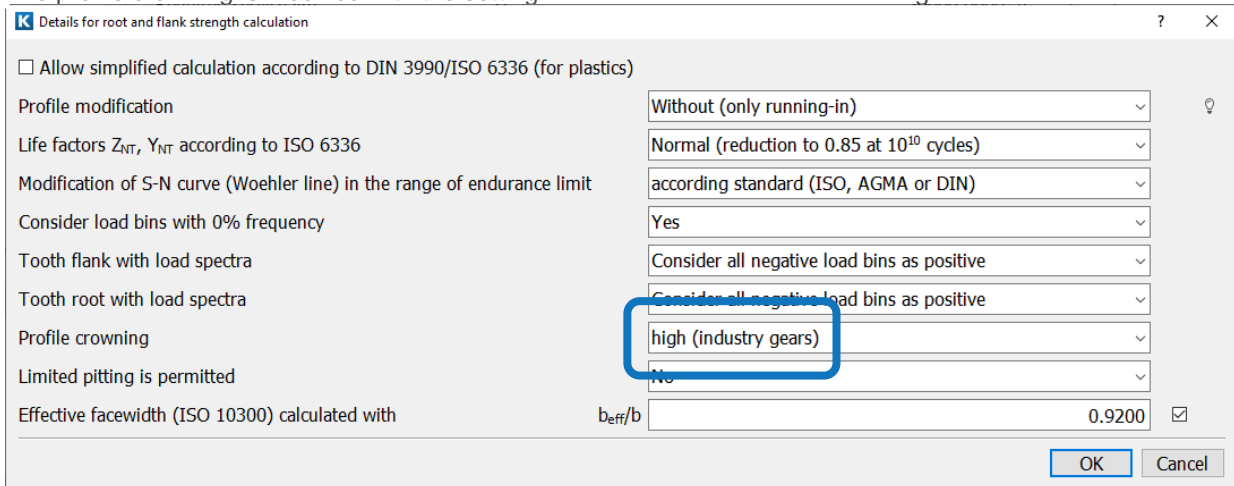 Details for root and flank strength calculation ? ×
☐ Allow simplified calculation according to DIN 3990/ISO 6336 (for plastics)
Profile modification Without (only running-in)
Life factors Z_NT, Y_NT according to ISO 6336 Normal (reduction to 0.85 at 10¹⁰ cycles)
Modification of S-N curve (Woehler line) in the range of endurance limit according standard (ISO, AGMA or DIN)
Consider load bins with 0% frequency Yes
Tooth flank with load spectra Consider all negative load bins as positive
Tooth root with load spectra Consider all negative load bins as positive
Profile crowning high (industry gears)
Limited pitting is permitted No
Effective facewidth (ISO 10300) calculated with b_eff/b 0.9200 ☑
OK Cancel